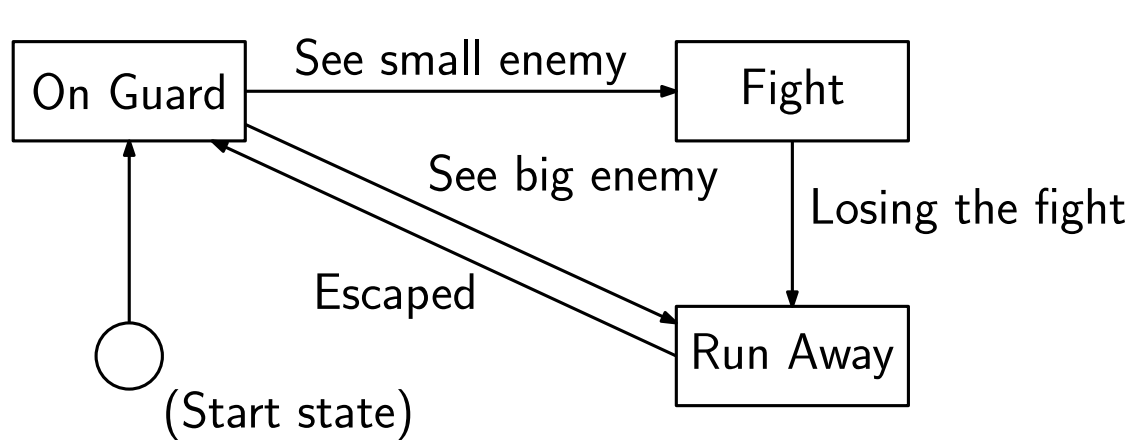 See small enemy
On Guard
Fight
See big enemy
Losing the fight
Escaped
Run Away
(Start state)